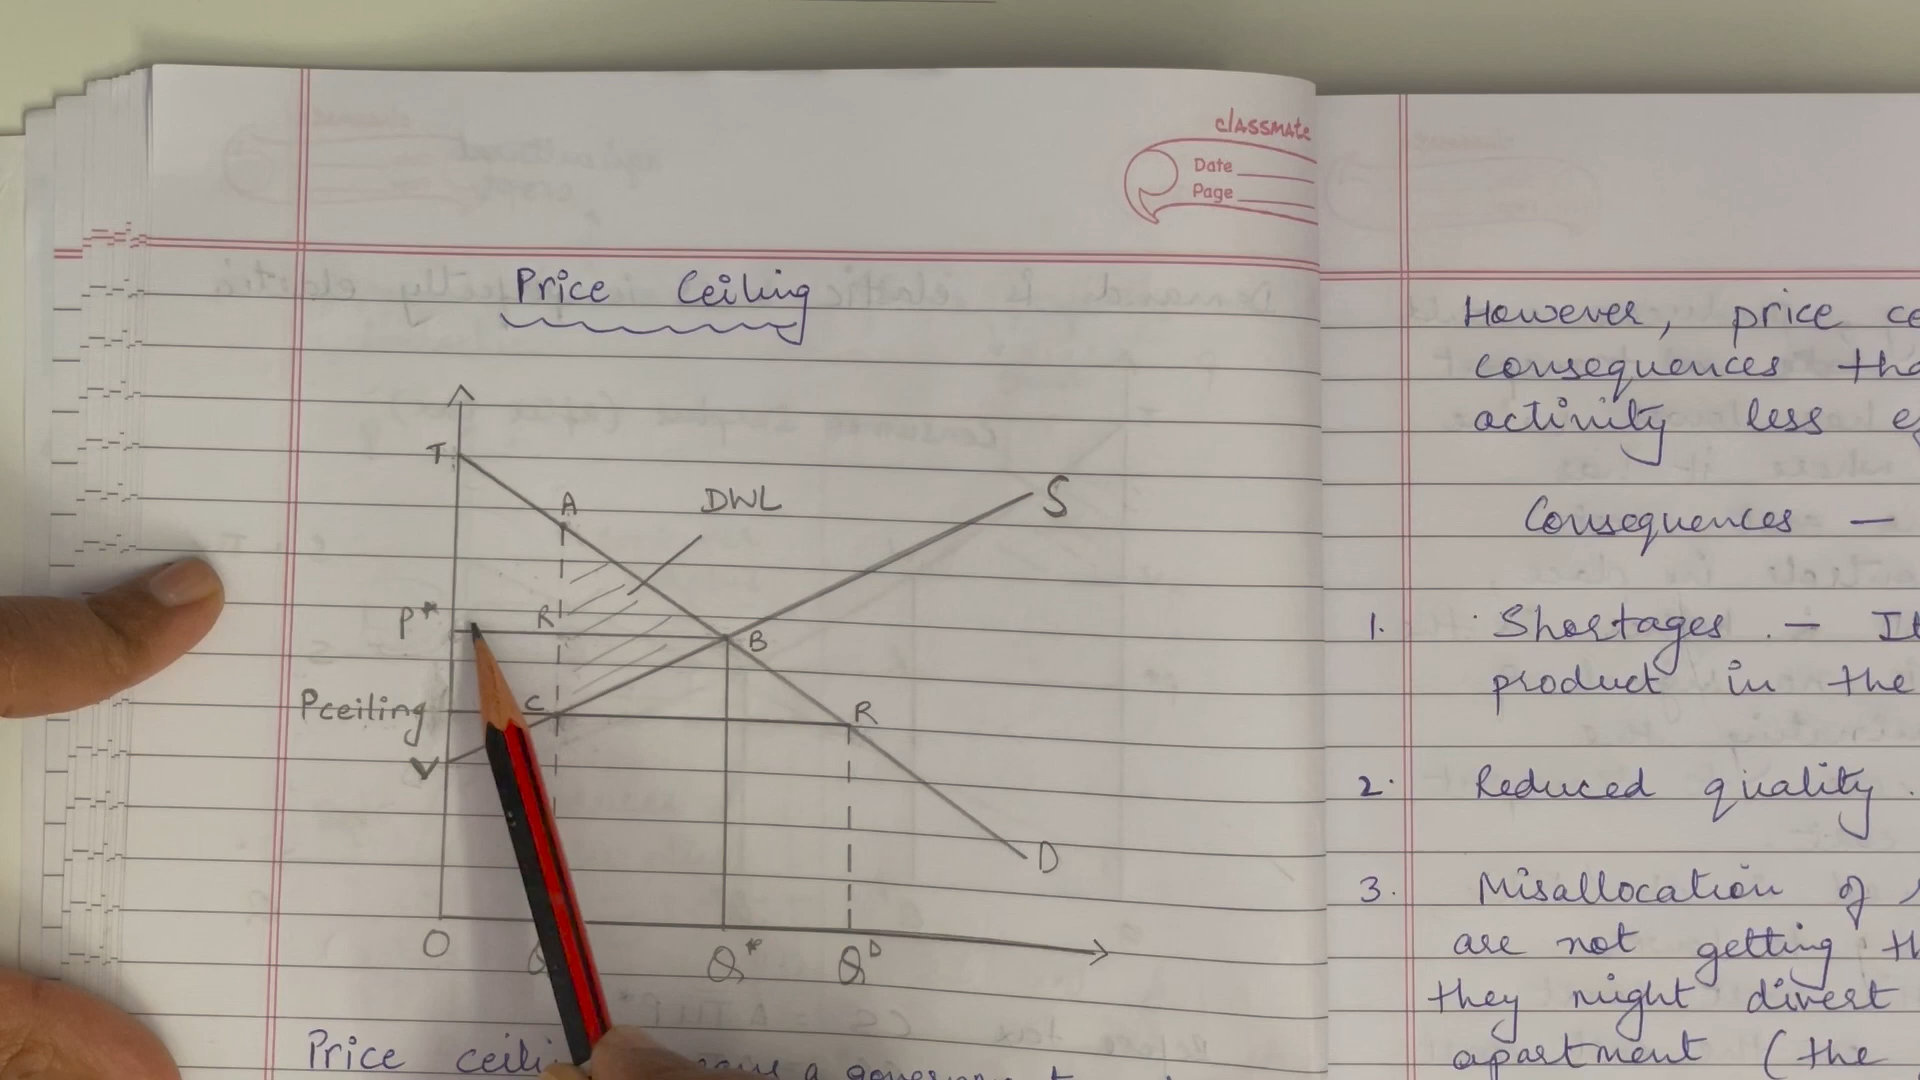 classmate
Date
Page
Price Ceiling
T
A
DWL
S
P*
R'
B
Pceiling
C
R
V
D
O
Q*
Q^D
Price
a
However, price
consequences
activity less
Consequences —
1. Shortages. – It
product in the
2. Reduced quality.
3. Misallocation of
are not getting
they might divert
apartment (the